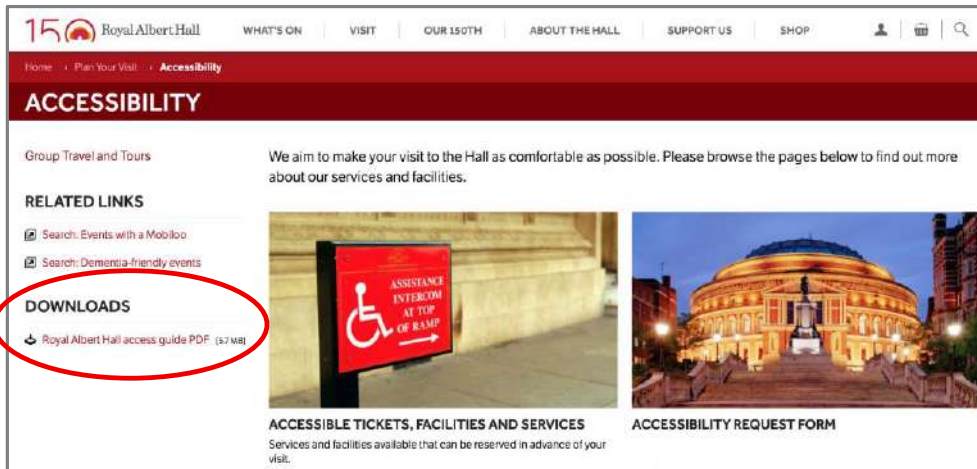 150 Royal Albert Hall
WHAT'S ON
VISIT
OUR 150TH
ABOUT THE HALL
SUPPORT US
SHOP
Home › Plan Your Visit › Accessibility
ACCESSIBILITY
Group Travel and Tours
RELATED LINKS
Search: Events with a Mobiloo
Search: Dementia-friendly events
DOWNLOADS
Royal Albert Hall access guide PDF (5.7 MB)
We aim to make your visit to the Hall as comfortable as possible. Please browse the pages below to find out more
about our services and facilities.
ASSISTANCE
INTERCOM
AT TOP
OF RAMP
ACCESSIBLE TICKETS, FACILITIES AND SERVICES
Services and facilities available that can be reserved in advance of your
visit.
ACCESSIBILITY REQUEST FORM